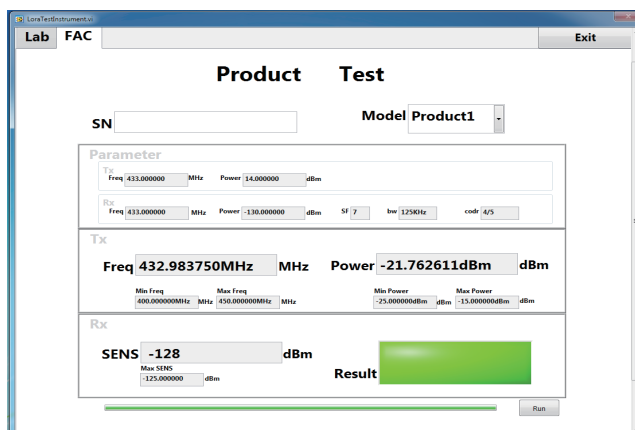 LoraTestInstrument.vi
Lab FAC Exit
Product Test
SN Model Product1
Parameter
Tx
Freq 433.000000 MHz Power 14.000000 dBm
Rx
Freq 433.000000 MHz Power -130.000000 dBm SF 7 bw 125KHz codr 4/5
Tx
Freq 432.983750MHz MHz Power -21.762611dBm dBm
Min Freq Max Freq Min Power Max Power
400.000000MHz MHz 450.000000MHz MHz -25.000000dBm dBm -15.000000dBm dBm
Rx
SENS -128 dBm
Max SENS
-125.000000 dBm
Result
Run